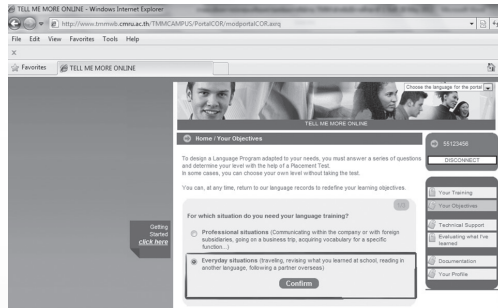 TELL ME MORE ONLINE - Windows Internet Explorer
http://www.tmmwb.cmru.ac.th/TMMCAMPUS/PortalCOR/modportalCOR.asrq
File Edit View Favorites Tools Help
x
Favorites TELL ME MORE ONLINE
Choose the language for the portal
TELL ME MORE ONLINE
Home / Your Objectives
To design a Language Program adapted to your needs, you must answer a series of questions
and determine your level with the help of a Placement Test.
In some cases, you can choose your own level without taking the test.
You can, at any time, return to our language records to redefine your learning objectives.
Getting
Started
click here
For which situation do you need your language training?
Professional situations (Communicating within the company or with foreign
subsidiaries, going on a business trip, acquiring vocabulary for a specific
function...)
Everyday situations (traveling, revising what you learned at school, reading in
another language, following a partner overseas)
Confirm
55123456
DISCONNECT
Your Training
Your Objectives
Technical Support
Evaluating what I've
learned
Documentation
Your Profile